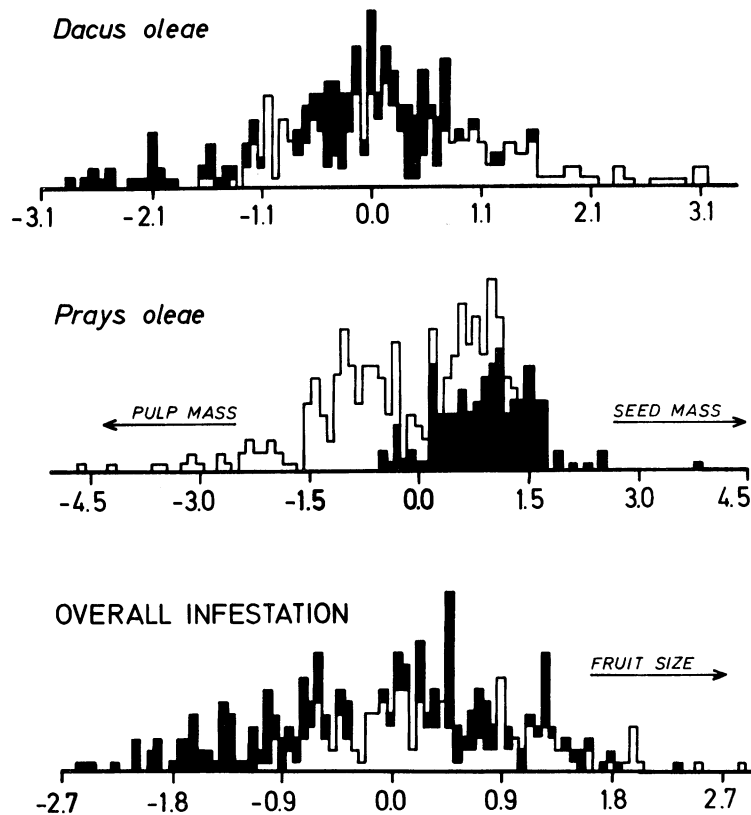 Dacus oleae
-3.1 -2.1 -1.1 0.0 1.1 2.1 3.1
Prays oleae
PULP MASS SEED MASS
-4.5 -3.0 -1.5 0.0 1.5 3.0 4.5
OVERALL INFESTATION
FRUIT SIZE
-2.7 -1.8 -0.9 0.0 0.9 1.8 2.7